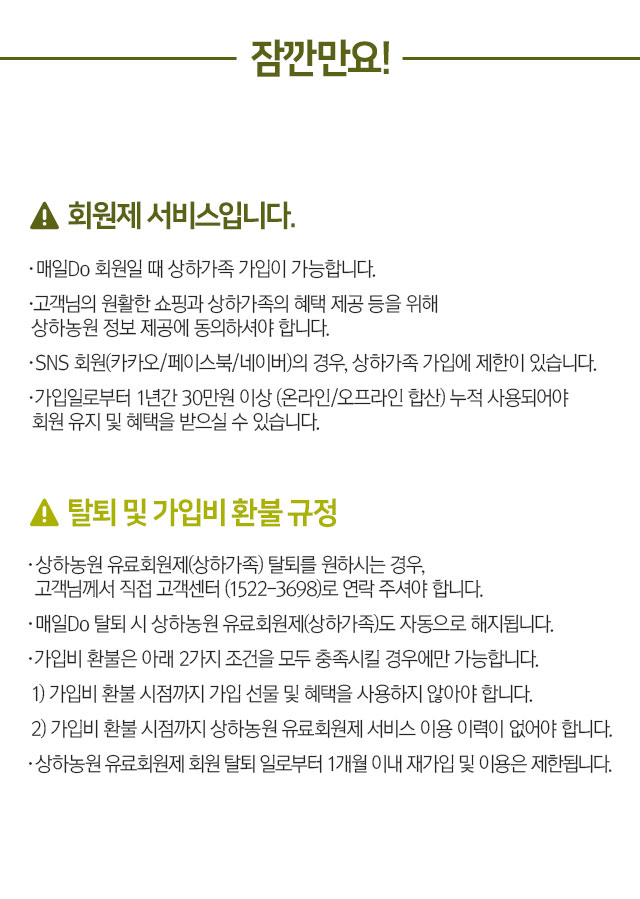 잠깐만요!
회원제 서비스입니다.
· 매일Do 회원일 때 상하가족 가입이 가능합니다.
·고객님의 원활한 쇼핑과 상하가족의 혜택 제공 등을 위해
상하농원 정보 제공에 동의하셔야 합니다.
· SNS 회원(카카오/페이스북/네이버)의 경우, 상하가족 가입에 제한이 있습니다.
·가입일로부터 1년간 30만원 이상 (온라인/오프라인 합산) 누적 사용되어야
회원 유지 및 혜택을 받으실 수 있습니다.
탈퇴 및 가입비 환불 규정
· 상하농원 유료회원제(상하가족) 탈퇴를 원하시는 경우,
고객님께서 직접 고객센터 (1522-3698)로 연락 주셔야 합니다.
· 매일Do 탈퇴 시 상하농원 유료회원제(상하가족)도 자동으로 해지됩니다.
·가입비 환불은 아래 2가지 조건을 모두 충족시킬 경우에만 가능합니다.
1) 가입비 환불 시점까지 가입 선물 및 혜택을 사용하지 않아야 합니다.
2) 가입비 환불 시점까지 상하농원 유료회원제 서비스 이용 이력이 없어야 합니다.
· 상하농원 유료회원제 회원 탈퇴 일로부터 1개월 이내 재가입 및 이용은 제한됩니다.